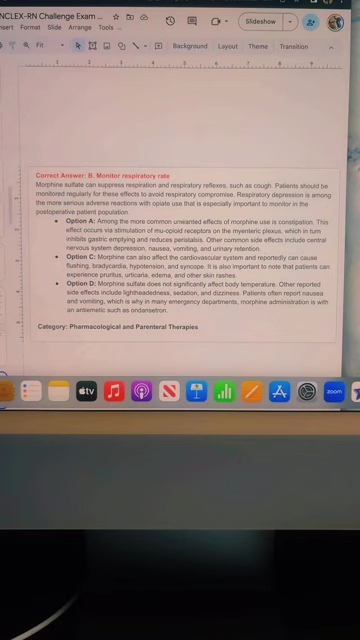 NCLEX-RN Challenge Exam ...
Format Slide Arrange Tools ...
Slideshow
Fit
Background Layout Theme Transition
Correct Answer: B. Monitor respiratory rate
Morphine sulfate can suppress respiration and respiratory reflexes, such as cough. Patients should be
monitored regularly for these effects to avoid respiratory compromise. Respiratory depression is among
the more serious adverse reactions with opiate use that is especially important to monitor in the
postoperative patient population.
● Option A: Among the more common unwanted effects of morphine use is constipation. This
effect occurs via stimulation of mu-opioid receptors on the myenteric plexus, which in turn
inhibits gastric emptying and reduces peristalsis. Other common side effects include central
nervous system depression, nausea, vomiting, and urinary retention.
● Option C: Morphine can also affect the cardiovascular system and reportedly can cause
flushing, bradycardia, hypotension, and syncope. It is also important to note that patients can
experience pruritus, urticaria, edema, and other skin rashes.
● Option D: Morphine sulfate does not significantly affect body temperature. Other reported
side effects include lightheadedness, sedation, and dizziness. Patients often report nausea
and vomiting, which is why in many emergency departments, morphine administration is with
an antiemetic such as ondansetron.
Category: Pharmacological and Parenteral Therapies
tv
zoom